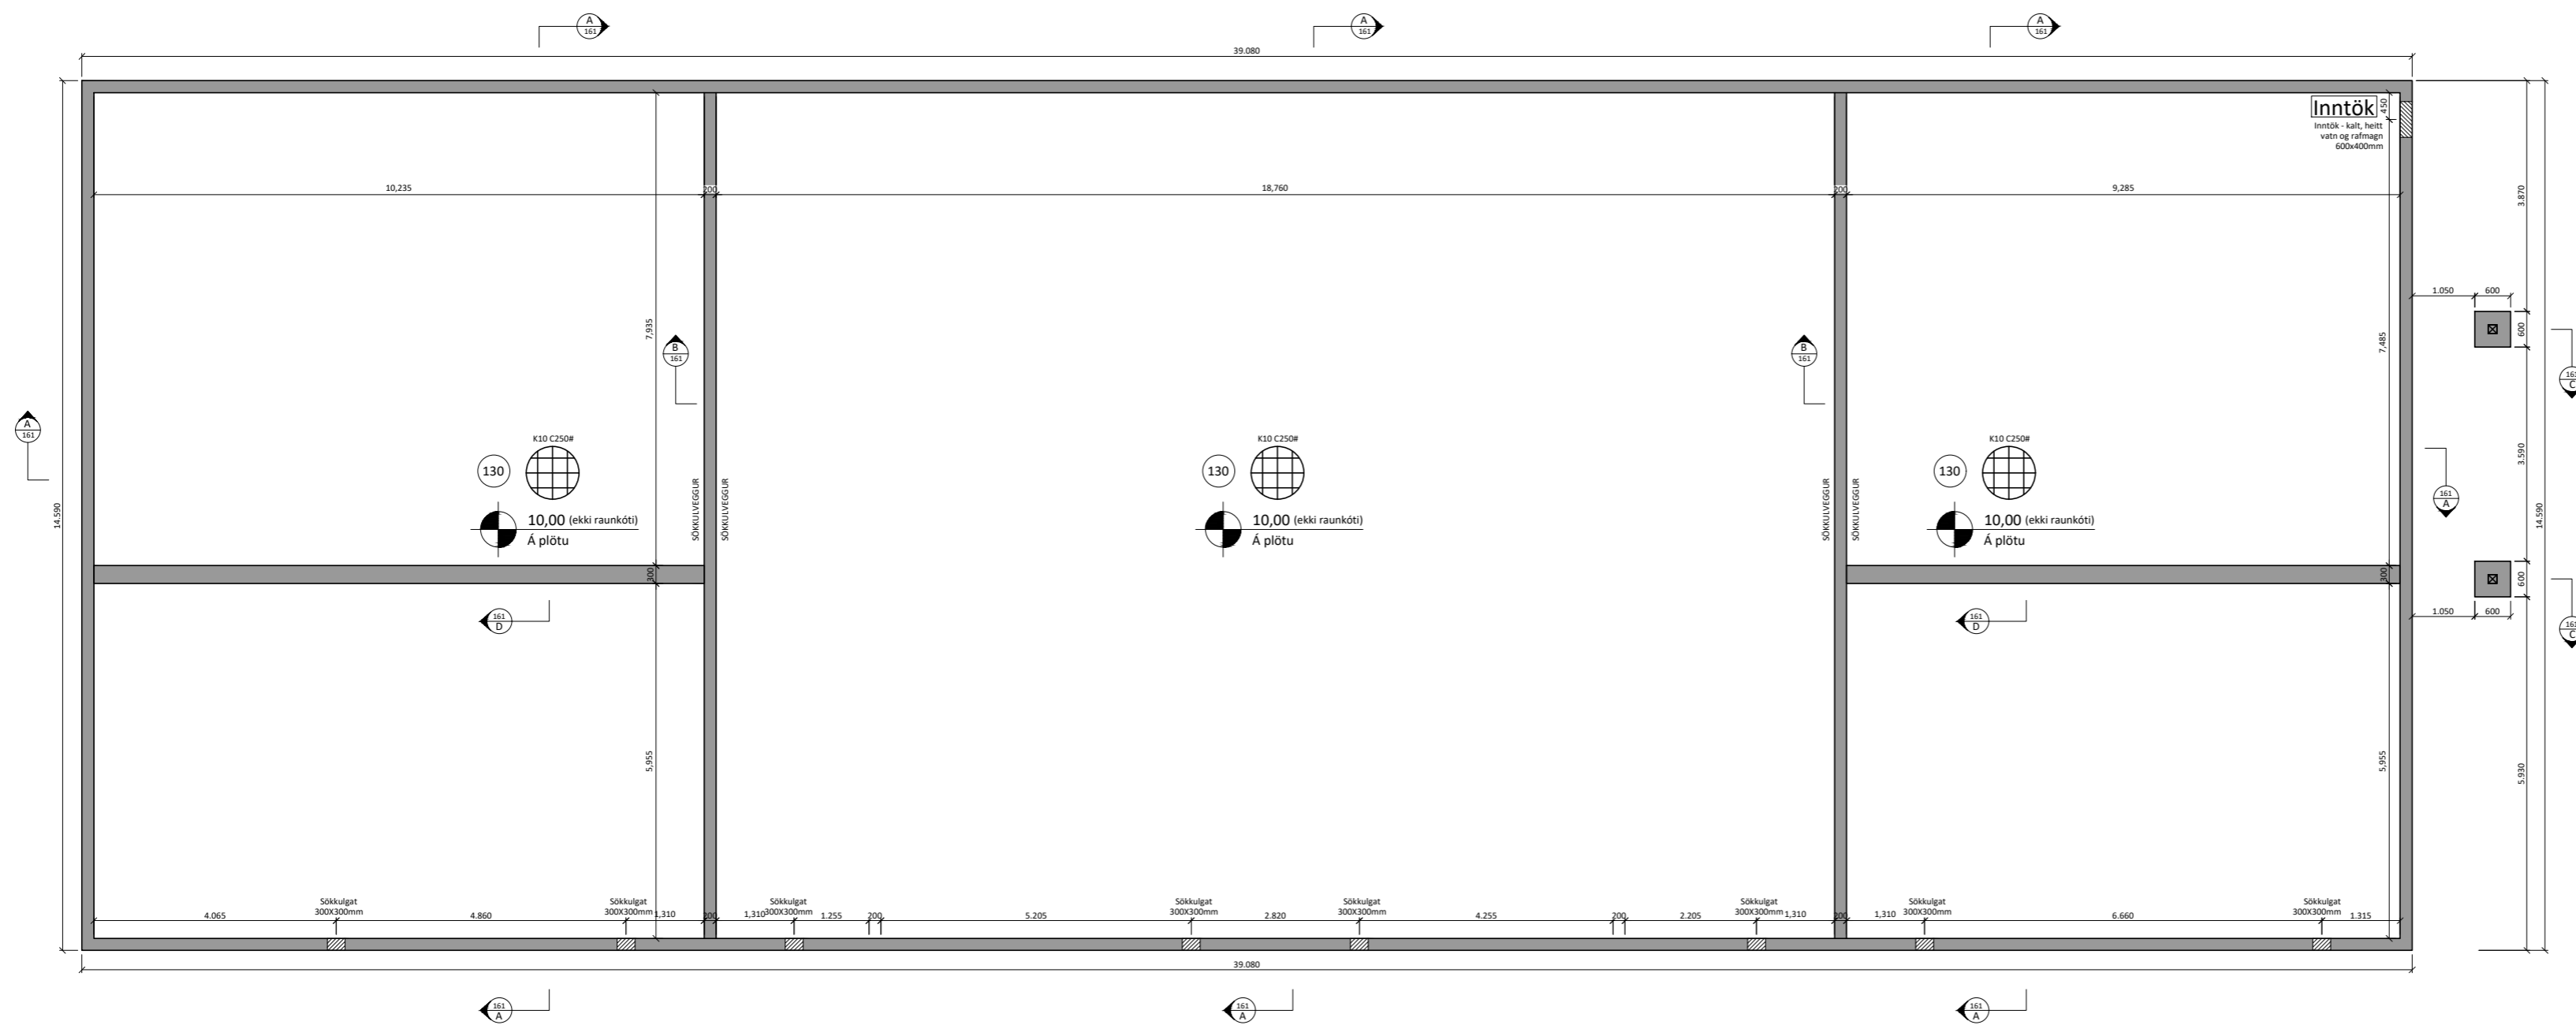 A
161
A
161
A
161
39.080
Inntök
450
Inntök - kalt, heitt
vatn og rafmagn
600x400mm
10,235
200
18,760
200
9,285
3.870
1.050
600
600
7,935
7,485
B
161
B
161
161
C
A
161
K10 C250#
K10 C250#
K10 C250#
130
130
130
3.590
161
A
SÖKKULVEGGUR
SÖKKULVEGGUR
SÖKKULVEGGUR
SÖKKULVEGGUR
14.590
14.590
10,00 (ekki raunkóti)
Á plötu
10,00 (ekki raunkóti)
Á plötu
10,00 (ekki raunkóti)
Á plötu
300
300
600
1.050
600
161
D
161
D
161
C
5,955
5,955
5.930
Sökkulgat
300X300mm
Sökkulgat
300X300mm
Sökkulgat
300X300mm
Sökkulgat
300X300mm
Sökkulgat
300X300mm
Sökkulgat
300X300mm
Sökkulgat
300X300mm
Sökkulgat
300X300mm
4.065
4.860
1,310
200
1,310
1.255
200
5.205
2.820
4.255
200
2.205
1,310
200
1,310
6.660
1.315
39.080
161
A
161
A
161
A